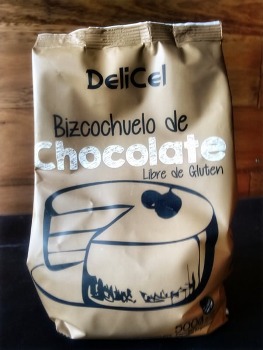 DeliCel
Bizcochuelo de
Chocolate
Libre de Gluten